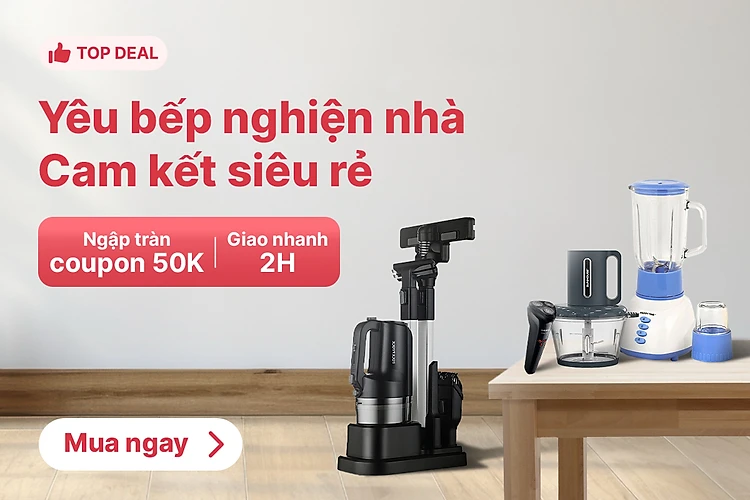 TOP DEAL
Yêu bếp nghiện nhà
Cam kết siêu rẻ
Ngập tràn
coupon 50K
Giao nhanh
2H
Mua ngay